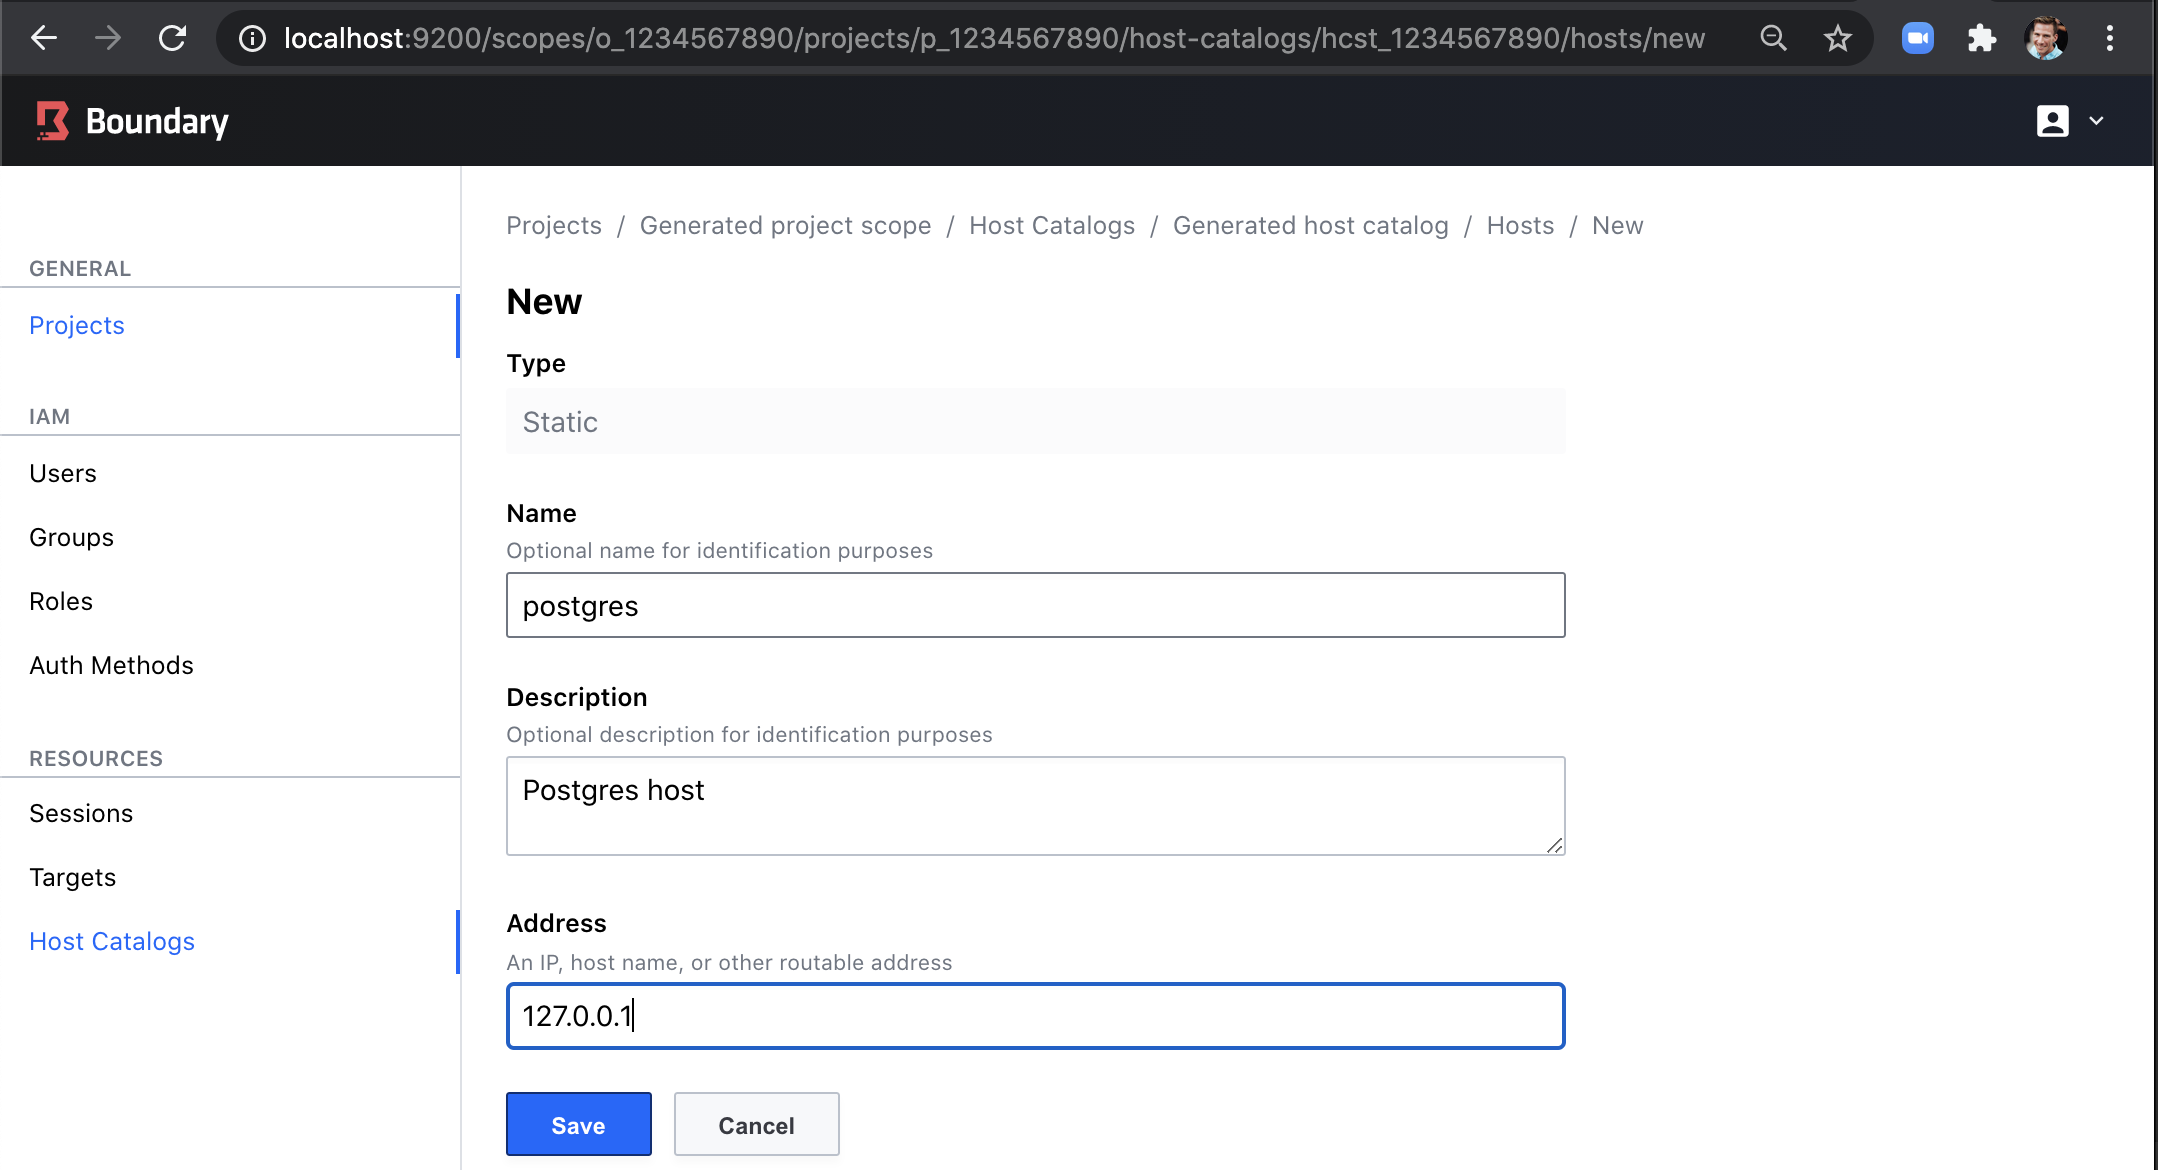 localhost:9200/scopes/o_1234567890/projects/p_1234567890/host-catalogs/hcst_1234567890/hosts/new
Boundary
Projects / Generated project scope / Host Catalogs / Generated host catalog / Hosts / New
GENERAL
Projects
IAM
Users
Groups
Roles
Auth Methods
RESOURCES
Sessions
Targets
Host Catalogs
New
Type
Static
Name
Optional name for identification purposes
postgres
Description
Optional description for identification purposes
Postgres host
Address
An IP, host name, or other routable address
127.0.0.1
Save Cancel